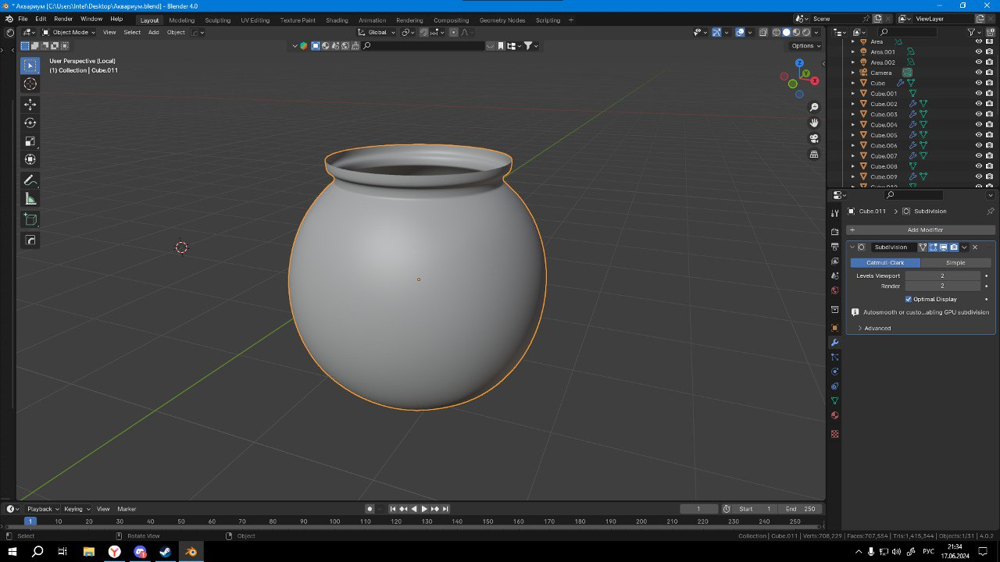 * Аквариум [C:\Users\Intel\Desktop\Аквариум.blend] - Blender 4.0
File Edit Render Window Help Layout Modeling Sculpting UV Editing Texture Paint Shading Animation Rendering Compositing Geometry Nodes Scripting + Scene ViewLayer
Object Mode View Select Add Object Global
Options
User Perspective (Local)
(1) Collection | Cube.011
Z
Y
X
Area
Area.001
Area.002
Camera
Cube
Cube.001
Cube.002
Cube.003
Cube.004
Cube.005
Cube.006
Cube.007
Cube.008
Cube.009
Cube.010
Cube.011 > Subdivision
+ Add Modifier
Subdivision
Catmull-Clark Simple
Levels Viewport 2
Render 2
Optimal Display
Autosmooth or custo...abling GPU subdivision
Advanced
Playback Keying View Marker 1 Start 1 End 250
1 10 20 30 40 50 60 70 80 90 100 110 120 130 140 150 160 170 180 190 200 210 220 230 240 250
Select Rotate View Object Collection | Cube.011 | Verts:708,229 | Faces:707,554 | Tris:1,415,344 | Objects:1/31 | 4.0.2
РУС
21:34
17.06.2024